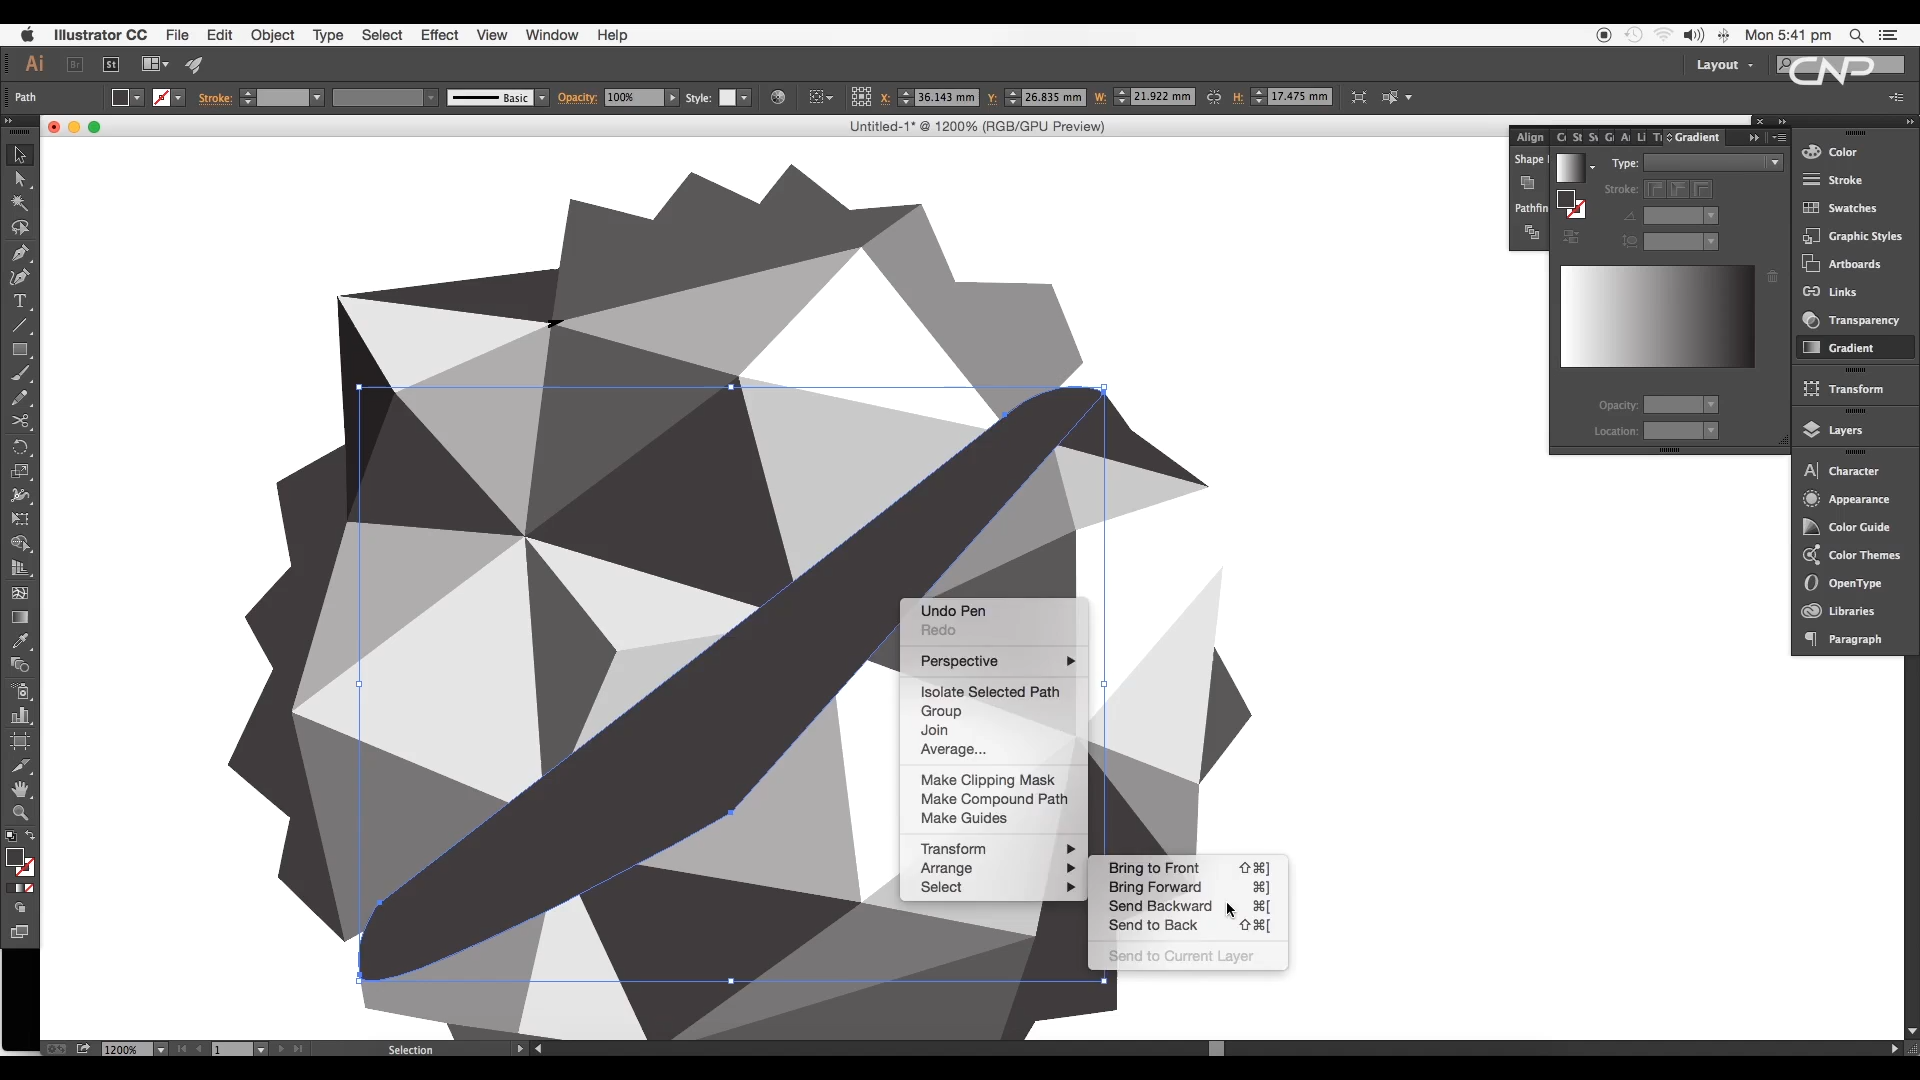 Illustrator CC File Edit Object Type Select Effect View Window Help Mon 5:41 pm
Ai Br St Layout CNP
Path Stroke: Basic Opacity: 100% Style: X: 36.143 mm Y: 26.835 mm W: 21.922 mm H: 17.475 mm
Untitled-1* @ 1200% (RGB/GPU Preview)
Align Gradient
Shape
Type:
Stroke:
Pathfin
Opacity:
Location:
Color
Stroke
Swatches
Graphic Styles
Artboards
Links
Transparency
Gradient
Transform
Layers
Character
Appearance
Color Guide
Color Themes
OpenType
Libraries
Paragraph
Undo Pen
Redo
Perspective
Isolate Selected Path
Group
Join
Average...
Make Clipping Mask
Make Compound Path
Make Guides
Transform
Arrange
Select
Bring to Front ⇧⌘]
Bring Forward ⌘]
Send Backward ⌘[
Send to Back ⇧⌘[
Send to Current Layer
1200% 1 Selection